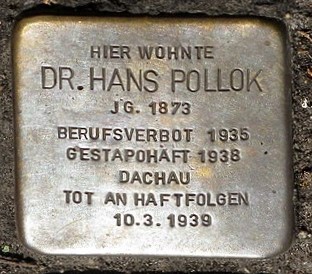 HIER WOHNTE
DR. HANS POLLOK
JG. 1873
BERUFSVERBOT 1935
GESTAPOHAFT 1938
DACHAU
TOT AN HAFTFOLGEN
10.3.1939